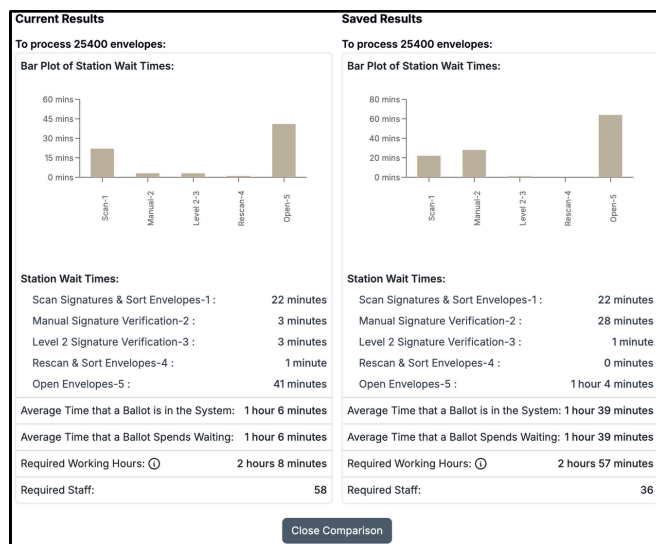 Current Results
To process 25400 envelopes:
Bar Plot of Station Wait Times:
60 mins
45 mins
30 mins
15 mins
0 mins
Scan-1
Manual-2
Level 2-3
Rescan-4
Open-5
Station Wait Times:
Scan Signatures & Sort Envelopes-1 : 22 minutes
Manual Signature Verification-2 : 3 minutes
Level 2 Signature Verification-3 : 3 minutes
Rescan & Sort Envelopes-4 : 1 minute
Open Envelopes-5 : 41 minutes
Average Time that a Ballot is in the System: 1 hour 6 minutes
Average Time that a Ballot Spends Waiting: 1 hour 6 minutes
Required Working Hours: 2 hours 8 minutes
Required Staff: 58
Saved Results
To process 25400 envelopes:
Bar Plot of Station Wait Times:
80 mins
60 mins
40 mins
20 mins
0 mins
Scan-1
Manual-2
Level 2-3
Rescan-4
Open-5
Station Wait Times:
Scan Signatures & Sort Envelopes-1 : 22 minutes
Manual Signature Verification-2 : 28 minutes
Level 2 Signature Verification-3 : 1 minute
Rescan & Sort Envelopes-4 : 0 minutes
Open Envelopes-5 : 1 hour 4 minutes
Average Time that a Ballot is in the System: 1 hour 39 minutes
Average Time that a Ballot Spends Waiting: 1 hour 39 minutes
Required Working Hours: 2 hours 57 minutes
Required Staff: 36
Close Comparison